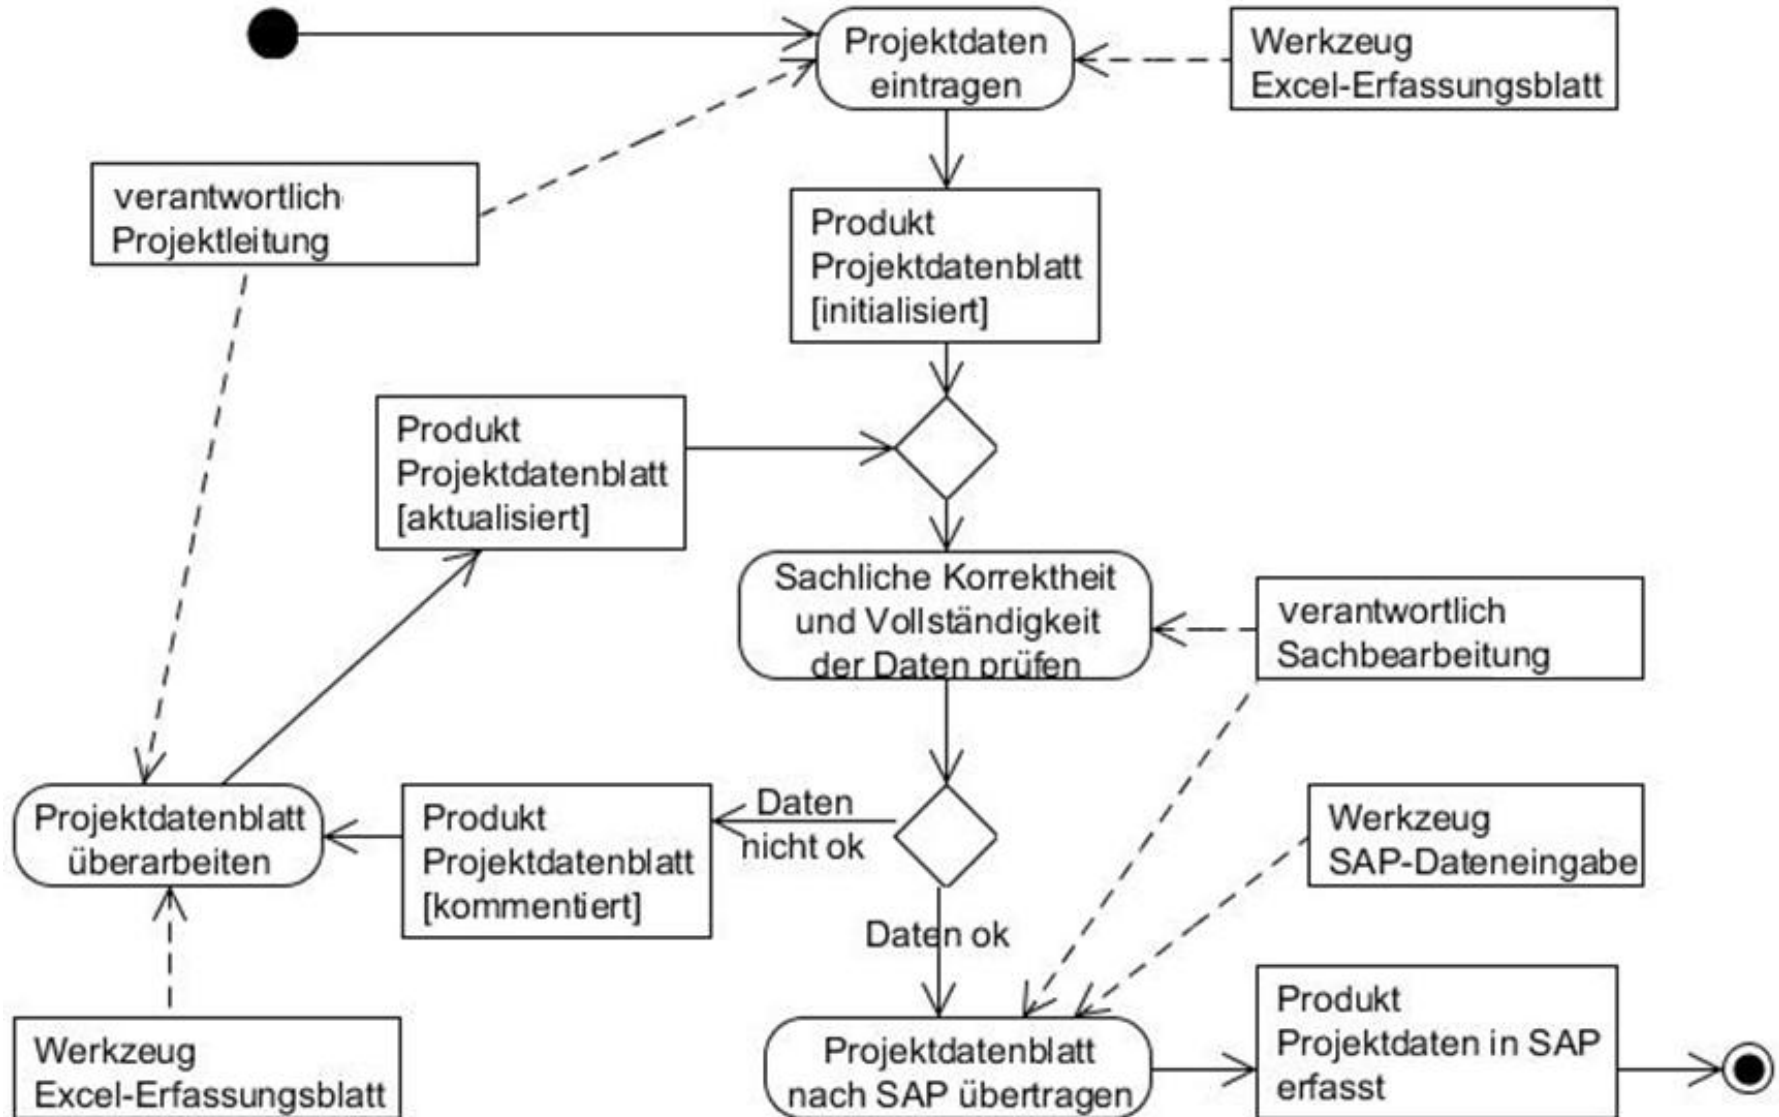 Projektdaten
eintragen
Werkzeug
Excel-Erfassungsblatt
verantwortlich
Projektleitung
Produkt
Projektdatenblatt
[initialisiert]
Produkt
Projektdatenblatt
[aktualisiert]
Sachliche Korrektheit
und Vollständigkeit
der Daten prüfen
verantwortlich
Sachbearbeitung
Projektdatenblatt
überarbeiten
Produkt
Projektdatenblatt
[kommentiert]
Daten
nicht ok
Werkzeug
SAP-Dateneingabe
Daten ok
Werkzeug
Excel-Erfassungsblatt
Projektdatenblatt
nach SAP übertragen
Produkt
Projektdaten in SAP
erfasst